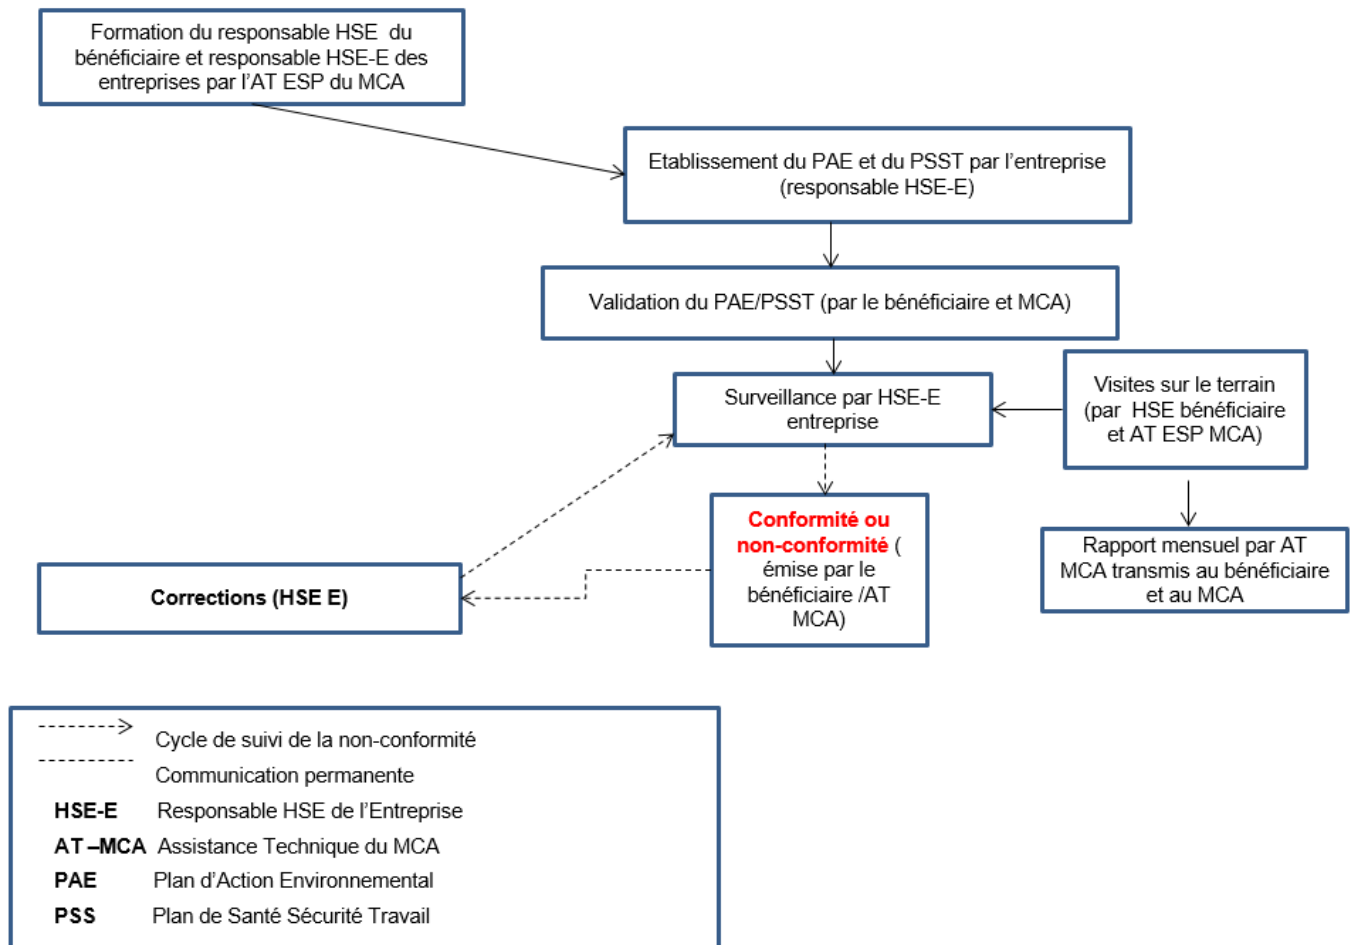 Formation du responsable HSE du
bénéficiaire et responsable HSE-E des
entreprises par l'AT ESP du MCA
Etablissement du PAE et du PSST par l'entreprise
(responsable HSE-E)
Validation du PAE/PSST (par le bénéficiaire et MCA)
Surveillance par HSE-E
entreprise
Visites sur le terrain
(par HSE bénéficiaire
et AT ESP MCA)
Conformité ou
non-conformité (
émise par le
bénéficiaire /AT
MCA)
Rapport mensuel par AT
MCA transmis au bénéficiaire
et au MCA
Corrections (HSE E)
Cycle de suivi de la non-conformité
Communication permanente
HSE-E Responsable HSE de l'Entreprise
AT –MCA Assistance Technique du MCA
PAE Plan d'Action Environnemental
PSS Plan de Santé Sécurité Travail